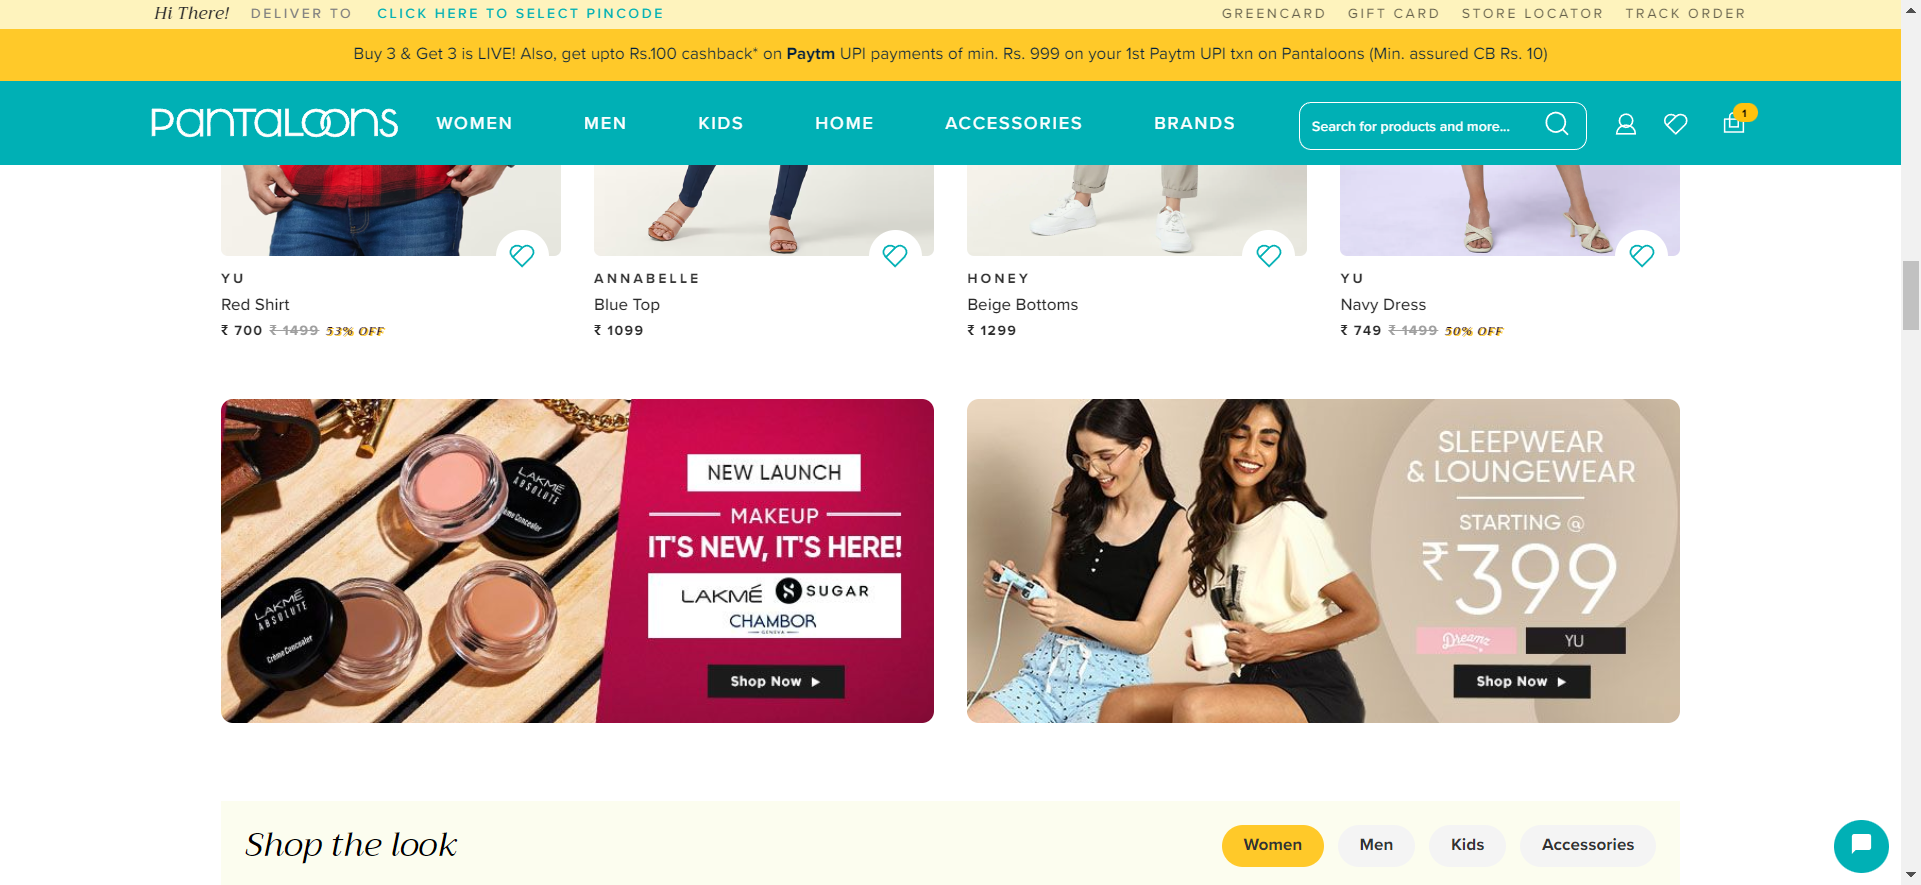 Hi There! DELIVER TO CLICK HERE TO SELECT PINCODE GREENCARD GIFT CARD STORE LOCATOR TRACK ORDER
Buy 3 & Get 3 is LIVE! Also, get upto Rs.100 cashback* on Paytm UPI payments of min. Rs. 999 on your 1st Paytm UPI txn on Pantaloons (Min. assured CB Rs. 10)
PANTALOONS WOMEN MEN KIDS HOME ACCESSORIES BRANDS Search for products and more... 1
YU
Red Shirt
₹ 700 ₹ 1499 53% OFF
ANNABELLE
Blue Top
₹ 1099
HONEY
Beige Bottoms
₹ 1299
YU
Navy Dress
₹ 749 ₹ 1499 50% OFF
LAKMÉ
ABSOLUTE
LAKMÉ
ABSOLUTE
Crème Concealer
NEW LAUNCH
MAKEUP
IT'S NEW, IT'S HERE!
LAKMÉ SUGAR
CHAMBOR
GENEVA
Shop Now
SLEEPWEAR
& LOUNGEWEAR
STARTING @
₹399
Dreamz YU
Shop Now
Shop the look Women Men Kids Accessories